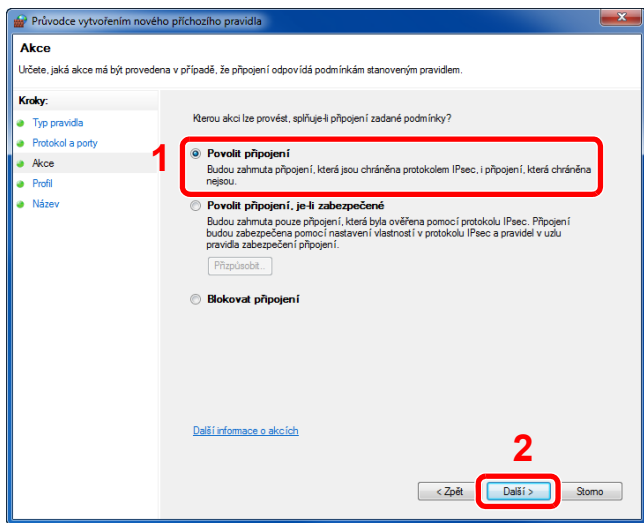 Průvodce vytvořením nového příchozího pravidla
Akce
Určete, jaká akce má být provedena v případě, že připojení odpovídá podmínkám stanoveným pravidlem.
Kroky:
Typ pravidla
Protokol a porty
Akce
Profil
Název
Kterou akci lze provést, splňuje-li připojení zadané podmínky?
1
Povolit připojení
Budou zahrnuta připojení, která jsou chráněna protokolem IPsec, i připojení, která chráněna
nejsou.
Povolit připojení, je-li zabezpečené
Budou zahrnuta pouze připojení, která byla ověřena pomocí protokolu IPsec. Připojení
budou zabezpečena pomocí nastavení vlastností v protokolu IPsec a pravidel v uzlu
pravidla zabezpečení připojení.
Přizpůsobit...
Blokovat připojení
Další informace o akcích
2
< Zpět
Další >
Storno